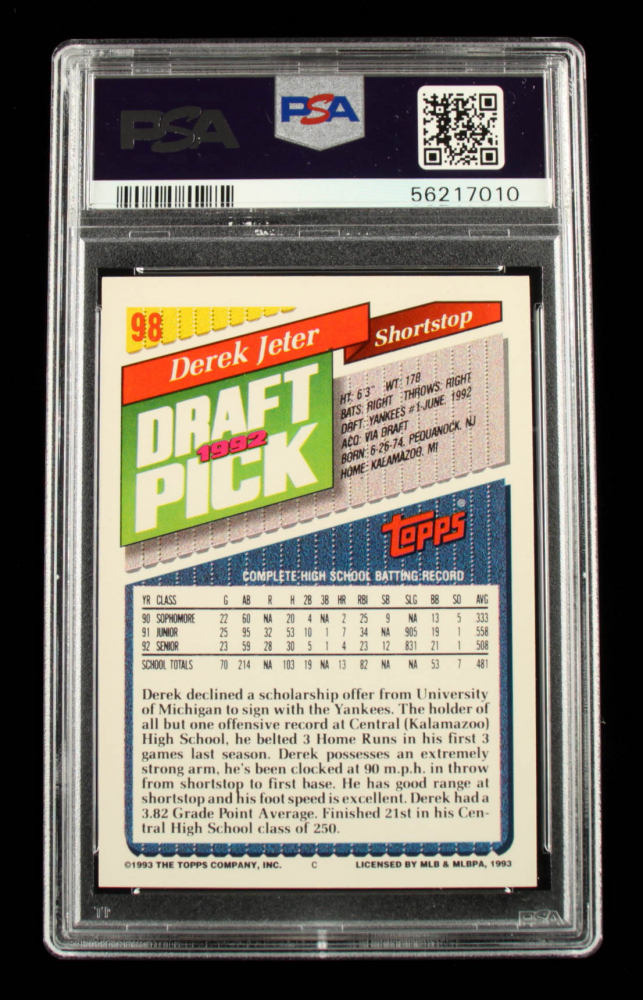 PSA
PSA
56217010
98
Derek Jeter
Shortstop
DRAFT
1992
PICK
HT: 6'3" WT: 178
BATS: RIGHT THROWS: RIGHT
DRFT: YANKEES #1-JUNE, 1992
ACQ: VIA DRAFT
BORN: 6-26-74, PEQUANOCK, NJ
HOME: KALAMAZOO, MI
TOPPS
COMPLETE HIGH SCHOOL BATTING RECORD
YR CLASS G AB R H 2B 3B HR RBI SB SLG BB SO AVG
90 SOPHOMORE 22 60 NA 20 4 NA 2 25 9 NA 13 5 .333
91 JUNIOR 25 95 32 53 10 1 7 34 NA .905 19 1 .558
92 SENIOR 23 59 28 30 5 1 4 23 12 .831 21 1 .508
SCHOOL TOTALS 70 214 NA 103 19 NA 13 82 NA NA 53 7 .481
Derek declined a scholarship offer from University
of Michigan to sign with the Yankees. The holder of
all but one offensive record at Central (Kalamazoo)
High School, he belted 3 Home Runs in his first 3
games last season. Derek possesses an extremely
strong arm, he's been clocked at 90 m.p.h. in throw
from shortstop to first base. He has good range at
shortstop and his foot speed is excellent. Derek had a
3.82 Grade Point Average. Finished 21st in his Cen-
tral High School class of 250.
©1993 THE TOPPS COMPANY, INC. C LICENSED BY MLB & MLBPA, 1993
PSA